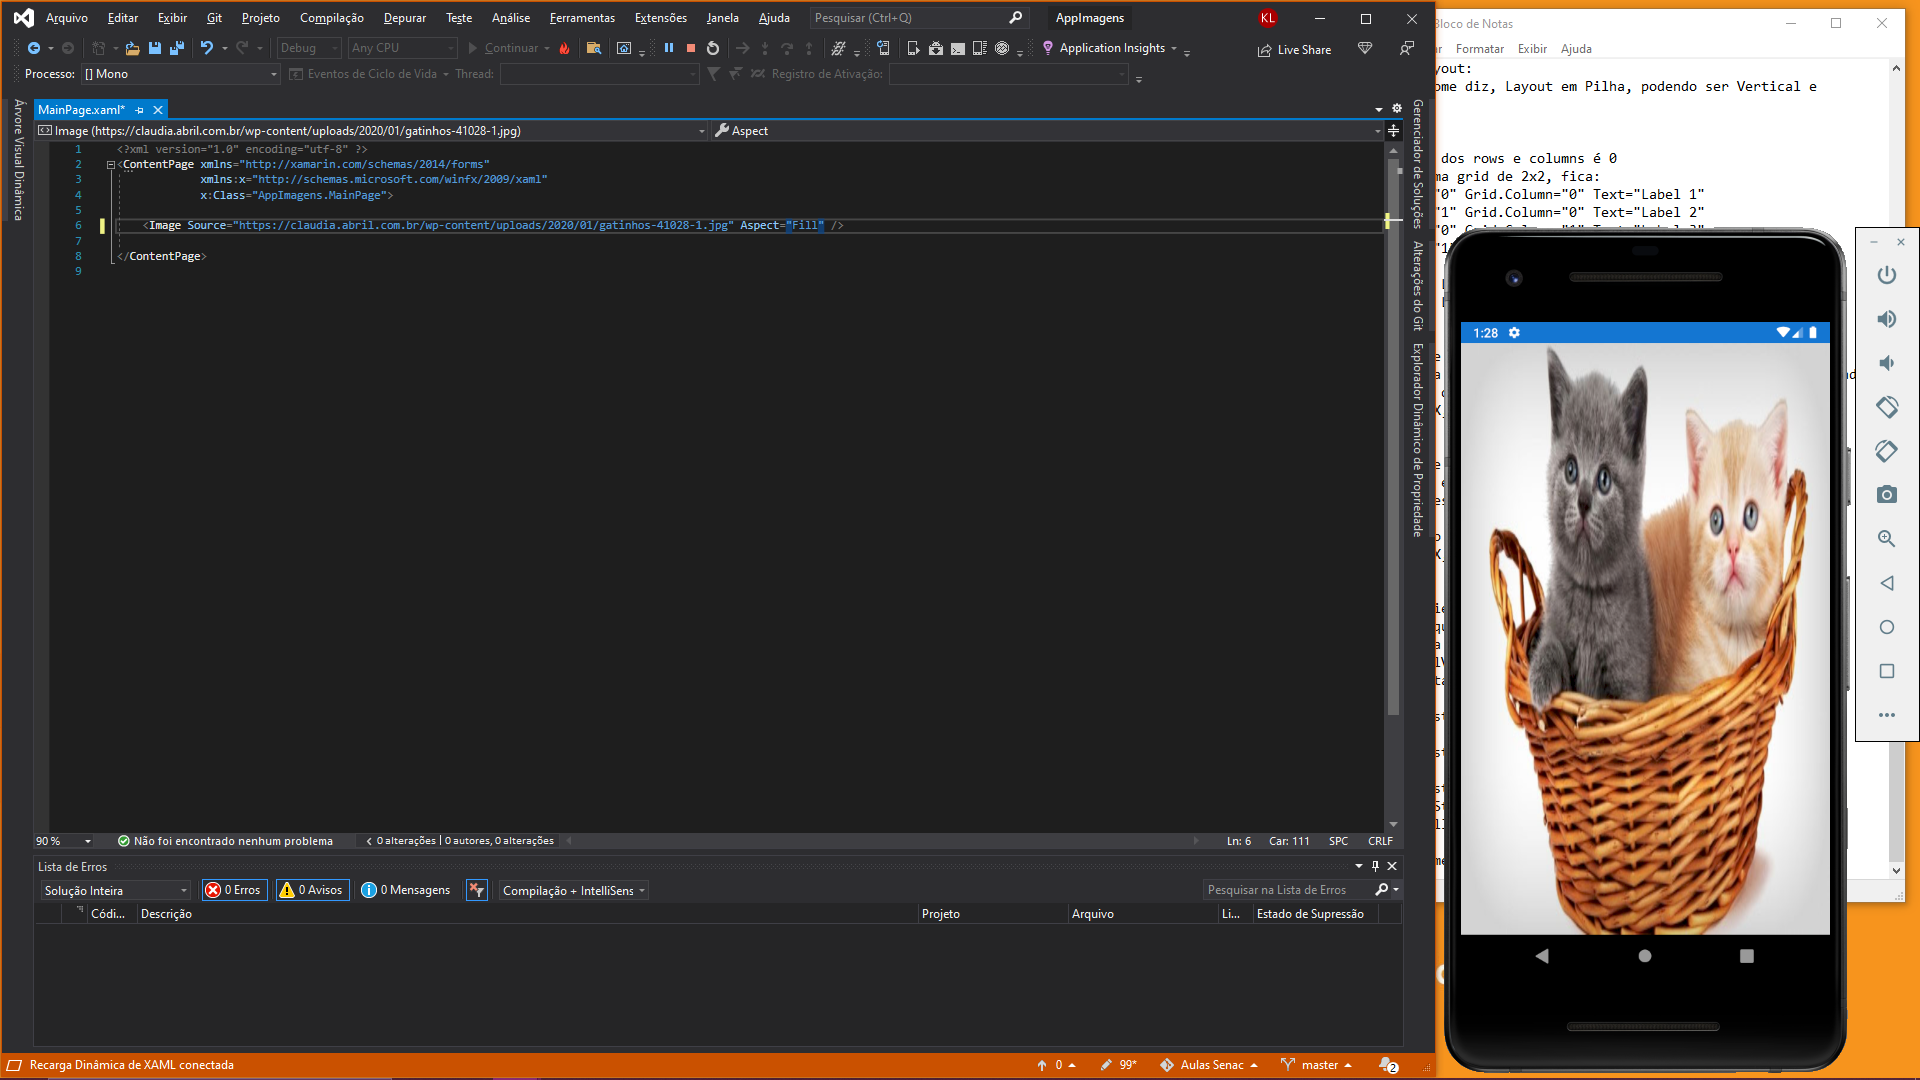 Arquivo Editar Exibir Git Projeto Compilação Depurar Teste Análise Ferramentas Extensões Janela Ajuda Pesquisar (Ctrl+Q) AppImagens KL
Debug Any CPU Continuar Application Insights Live Share
Processo: [] Mono Eventos de Ciclo de Vida Thread: Registro de Ativação:
Árvore Visual Dinâmica
MainPage.xaml*
Image (https://claudia.abril.com.br/wp-content/uploads/2020/01/gatinhos-41028-1.jpg) Aspect
1 <?xml version="1.0" encoding="utf-8" ?>
2 <ContentPage xmlns="http://xamarin.com/schemas/2014/forms"
3 xmlns:x="http://schemas.microsoft.com/winfx/2009/xaml"
4 x:Class="AppImagens.MainPage">
5
6 <Image Source="https://claudia.abril.com.br/wp-content/uploads/2020/01/gatinhos-41028-1.jpg" Aspect="Fill" />
7
8 </ContentPage>
9
90 % Não foi encontrado nenhum problema 0 alterações | 0 autores, 0 alterações Ln: 6 Car: 111 SPC CRLF
Lista de Erros
Solução Inteira 0 Erros 0 Avisos 0 Mensagens Compilação + IntelliSens Pesquisar na Lista de Erros
Códi... Descrição Projeto Arquivo Li... Estado de Supressão
Recarga Dinâmica de XAML conectada 0 99* Aulas Senac master 2
Gerenciador de Soluções
Alterações do Git
Explorador Dinâmico de Propriedade
Bloco de Notas
Formatar Exibir Ajuda
yout:
ome diz, Layout em Pilha, podendo ser Vertical e
dos rows e columns é 0
ma grid de 2x2, fica:
"0" Grid.Column="0" Text="Label 1"
"1" Grid.Column="0" Text="Label 2"
1:28